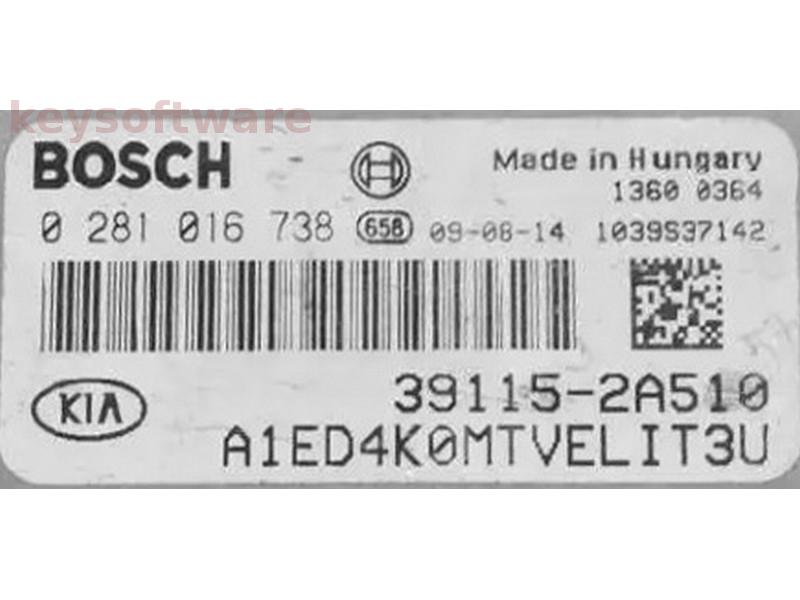 keysoftware
BOSCH
Made in Hungary
1360 0364
0 281 016 738 658 09-08-14 1039S37142
KIA 39115-2A510
A1ED4K0MTVELIT3U